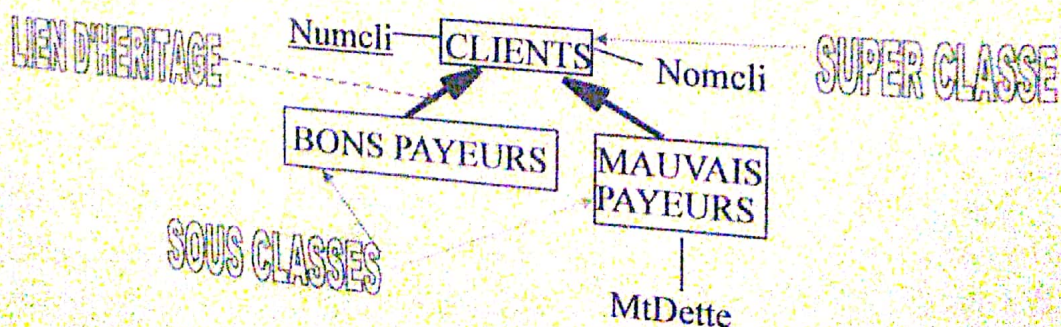 LIEN D'HERITAGE
Numcli
CLIENTS
Nomcli
SUPER CLASSE
BONS PAYEURS
MAUVAIS
PAYEURS
SOUS CLASSES
MtDette